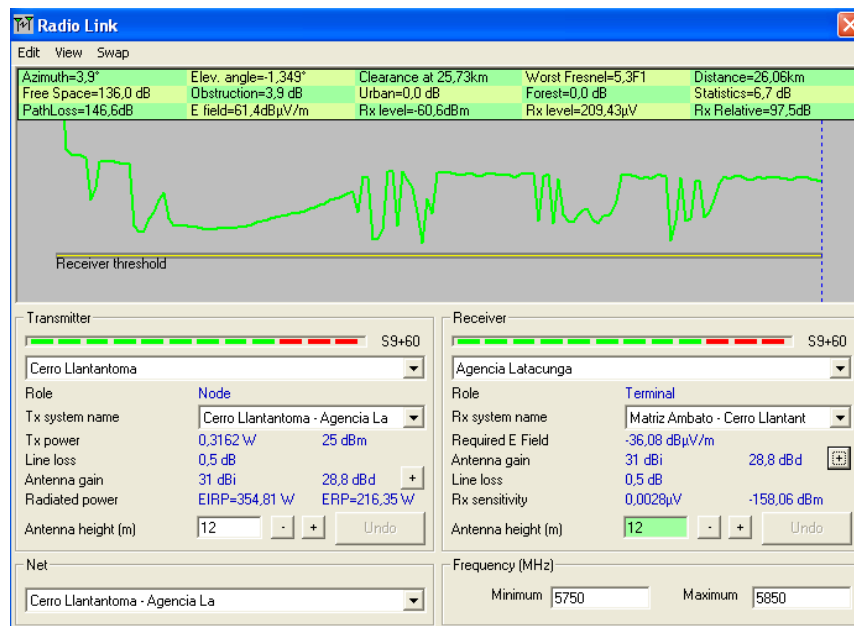 Radio Link
Edit View Swap
Azimuth=3,9° Elev. angle=-1,349° Clearance at 25,73km Worst Fresnel=5,3F1 Distance=26,06km
Free Space=136,0 dB Obstruction=3,9 dB Urban=0,0 dB Forest=0,0 dB Statistics=6,7 dB
PathLoss=146,6dB E field=61,4dBµV/m Rx level=-60,6dBm Rx level=209,43µV Rx Relative=97,5dB
Receiver threshold
Transmitter
S9+60
Cerro Llantantoma
Role Node
Tx system name Cerro Llantantoma - Agencia La
Tx power 0,3162 W 25 dBm
Line loss 0,5 dB
Antenna gain 31 dBi 28,8 dBd +
Radiated power EIRP=354,81 W ERP=216,35 W
Antenna height (m) 12 - + Undo
Net
Cerro Llantantoma - Agencia La
Receiver
S9+60
Agencia Latacunga
Role Terminal
Rx system name Matriz Ambato - Cerro Llantant
Required E Field -36,08 dBµV/m
Antenna gain 31 dBi 28,8 dBd +
Line loss 0,5 dB
Rx sensitivity 0,0028µV -158,06 dBm
Antenna height (m) 12 - + Undo
Frequency (MHz)
Minimum 5750 Maximum 5850